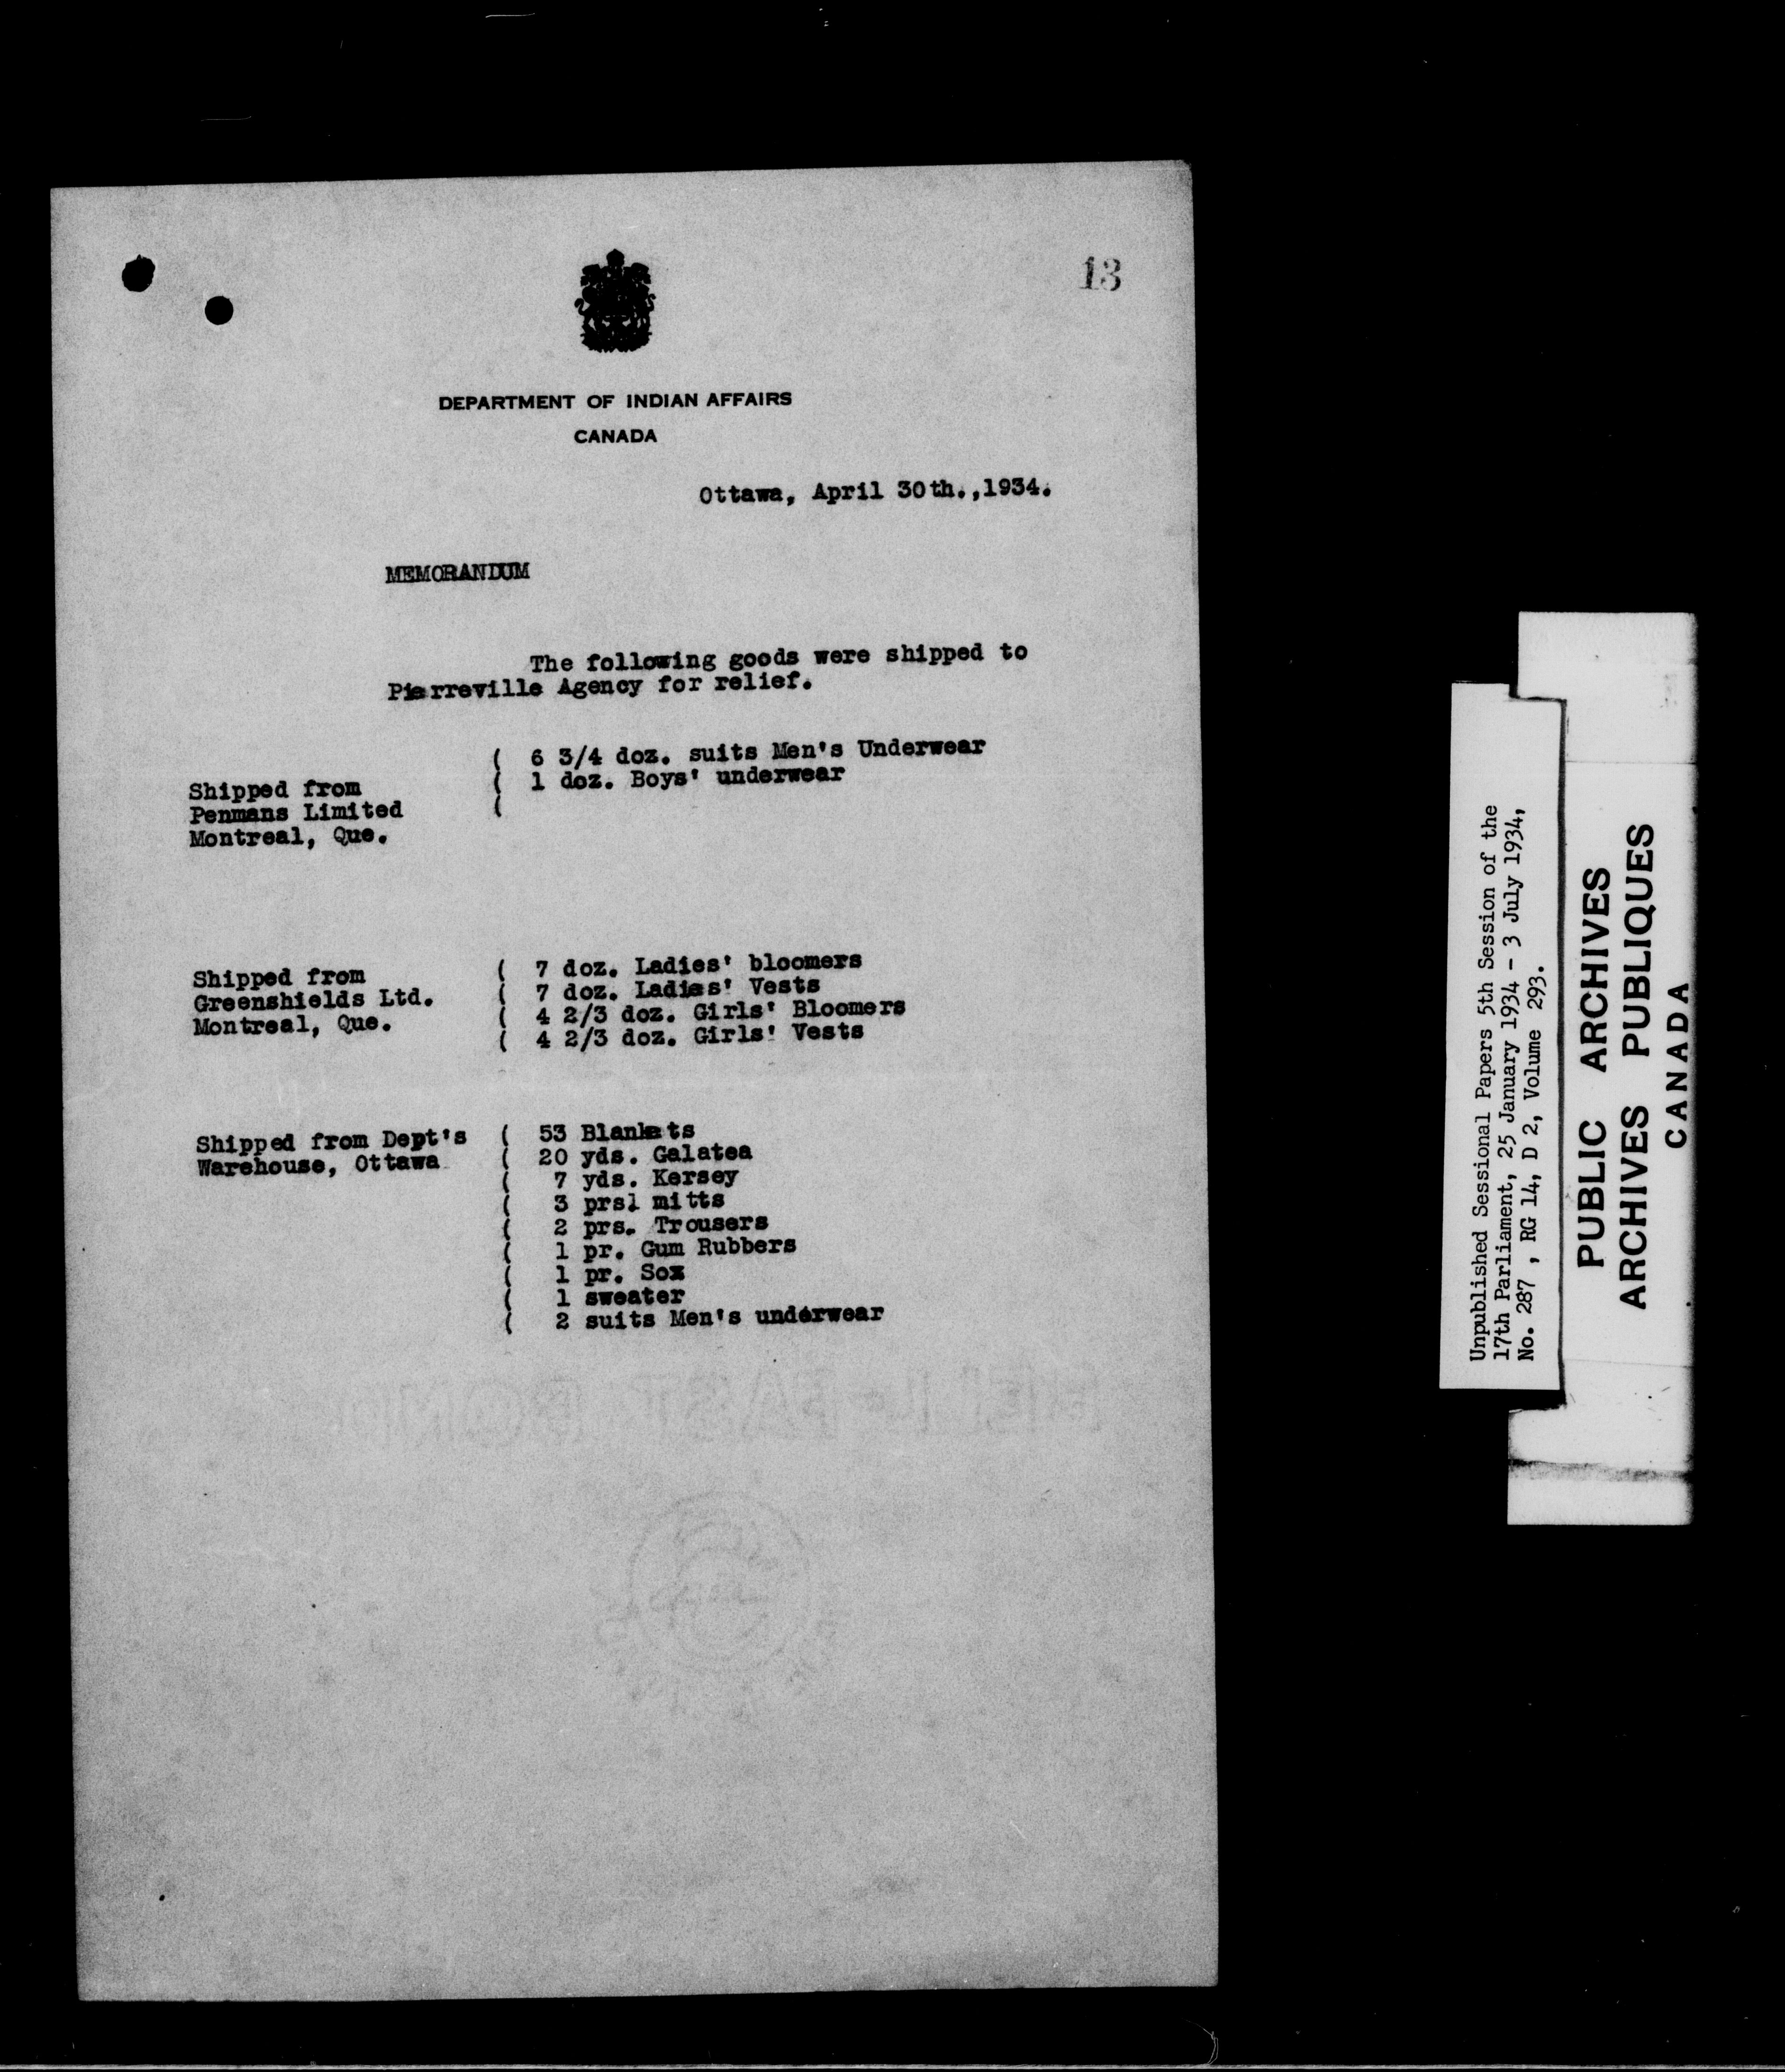 13
DEPARTMENT OF INDIAN AFFAIRS
CANADA
Ottawa, April 30th.,1934.
MEMORANDUM
The following goods were shipped to
Pierreville Agency for relief.
Shipped from
Penmans Limited
Montreal, Que.
( 6 3/4 doz. suits Men's Underwear
( 1 doz. Boys' underwear
(
Shipped from
Greenshields Ltd.
Montreal, Que.
( 7 doz. Ladies' bloomers
( 7 doz. Ladies' Vests
( 4 2/3 doz. Girls' Bloomers
( 4 2/3 doz. Girls' Vests
Shipped from Dept's
Warehouse, Ottawa
( 53 Blankets
( 20 yds. Galatea
( 7 yds. Kersey
( 3 prsl mitts
( 2 prs. Trousers
( 1 pr. Gum Rubbers
( 1 pr. Sox
( 1 sweater
( 2 suits Men's underwear
Unpublished Sessional Papers 5th Session of the
17th Parliament, 25 January 1934 - 3 July 1934,
No. 287 , RG 14, D 2, Volume 293.
PUBLIC ARCHIVES
ARCHIVES PUBLIQUES
CANADA